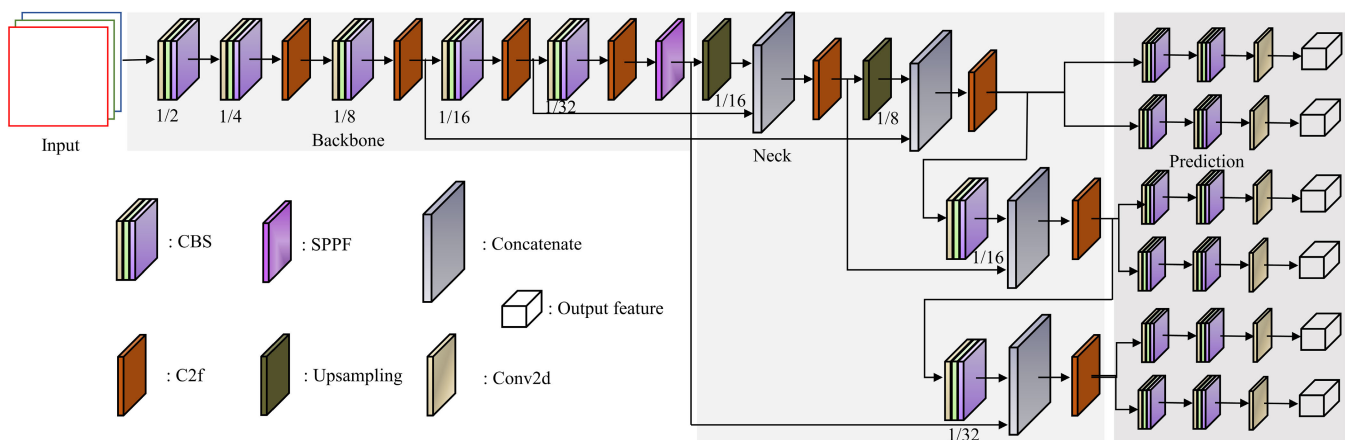 Input
1/2
1/4
1/8
1/16
1/32
Backbone
1/16
1/8
Neck
1/16
1/32
Prediction
: CBS
: SPPF
: Concatenate
: Output feature
: C2f
: Upsampling
: Conv2d